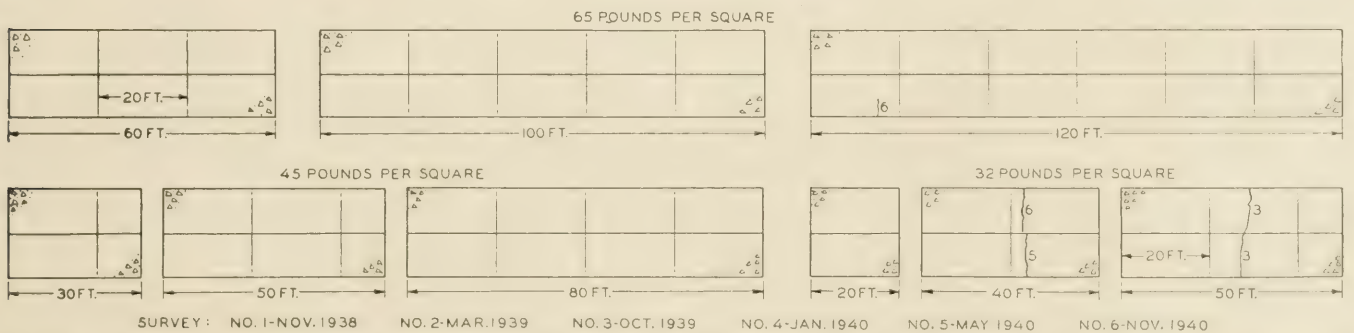 65 POUNDS PER SQUARE
20 FT.
6
60 FT. 100 FT. 120 FT.
45 POUNDS PER SQUARE 32 POUNDS PER SQUARE
6 3
20 FT.
5 3
30 FT. 50 FT. 80 FT. 20 FT. 40 FT. 50 FT.
SURVEY: NO. 1-NOV. 1938 NO. 2-MAR. 1939 NO. 3-OCT. 1939 NO. 4-JAN. 1940 NO. 5-MAY 1940 NO. 6-NOV. 1940